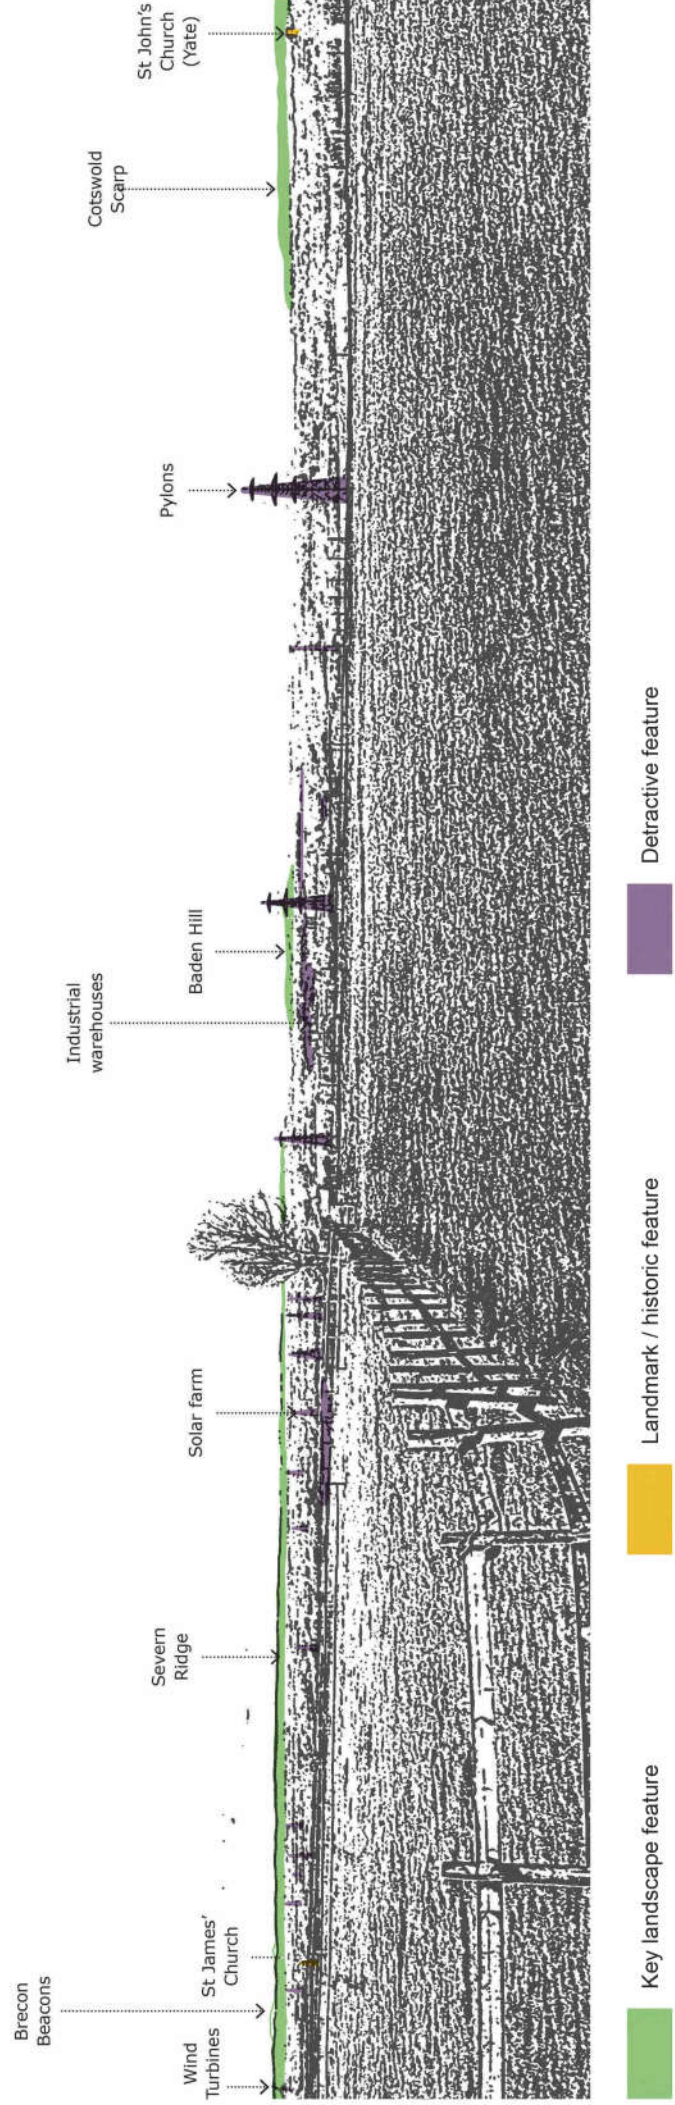 Brecon
Beacons
Wind
Turbines
St James'
Church
Severn
Ridge
Solar farm
Industrial
warehouses
Baden Hill
Pylons
Cotswold
Scarp
St John's
Church
(Yate)
Key landscape feature
Landmark / historic feature
Detractive feature